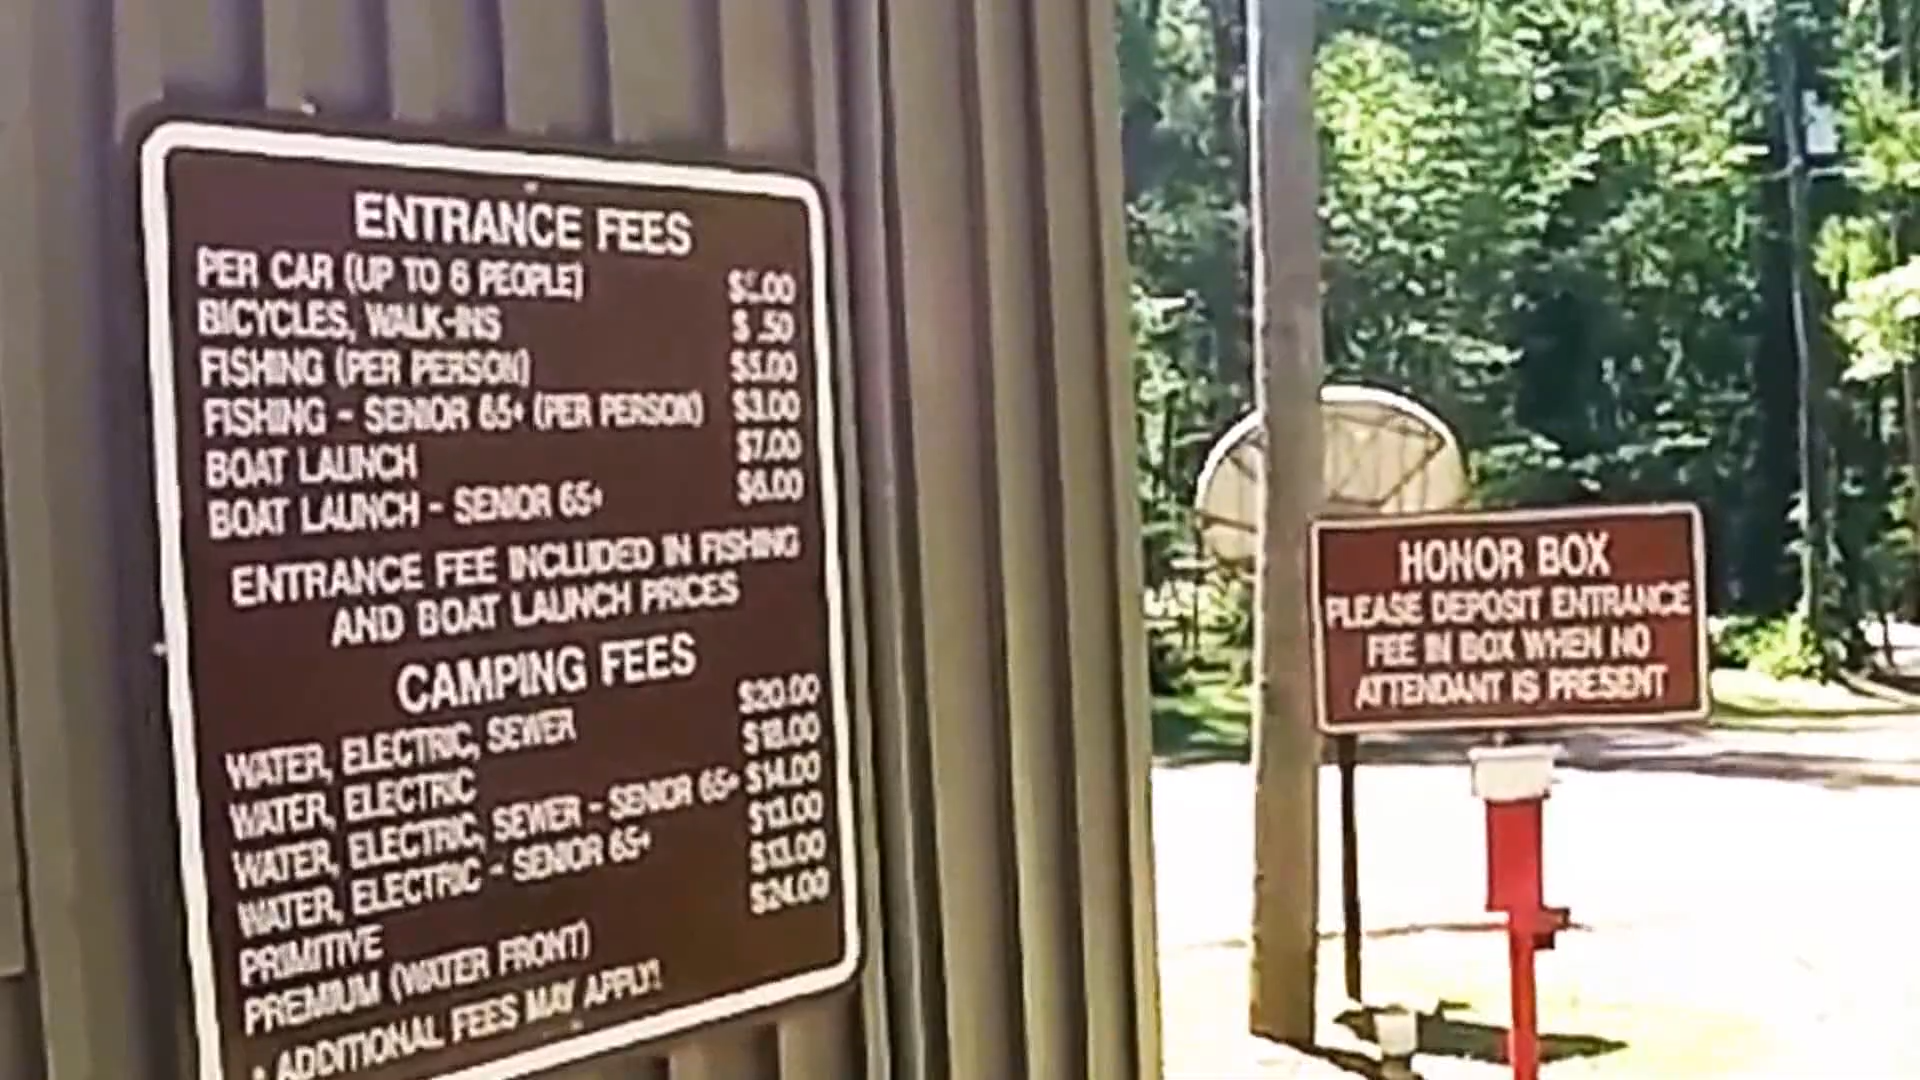 ENTRANCE FEES
PER CAR (UP TO 6 PEOPLE)
BICYCLES, WALK-INS $ .50
FISHING (PER PERSON) $5.00
FISHING - SENIOR 65+ (PER PERSON) $3.00
BOAT LAUNCH $7.00
BOAT LAUNCH - SENIOR 65+ $6.00
ENTRANCE FEE INCLUDED IN FISHING
AND BOAT LAUNCH PRICES
CAMPING FEES
WATER, ELECTRIC, SEWER $20.00
WATER, ELECTRIC $18.00
WATER, ELECTRIC, SEWER - SENIOR 65+ $14.00
WATER, ELECTRIC - SENIOR 65+ $13.00
PRIMITIVE $13.00
PREMIUM (WATER FRONT) $24.00
ADDITIONAL FEES MAY APPLY!
HONOR BOX
PLEASE DEPOSIT ENTRANCE
FEE IN BOX WHEN NO
ATTENDANT IS PRESENT